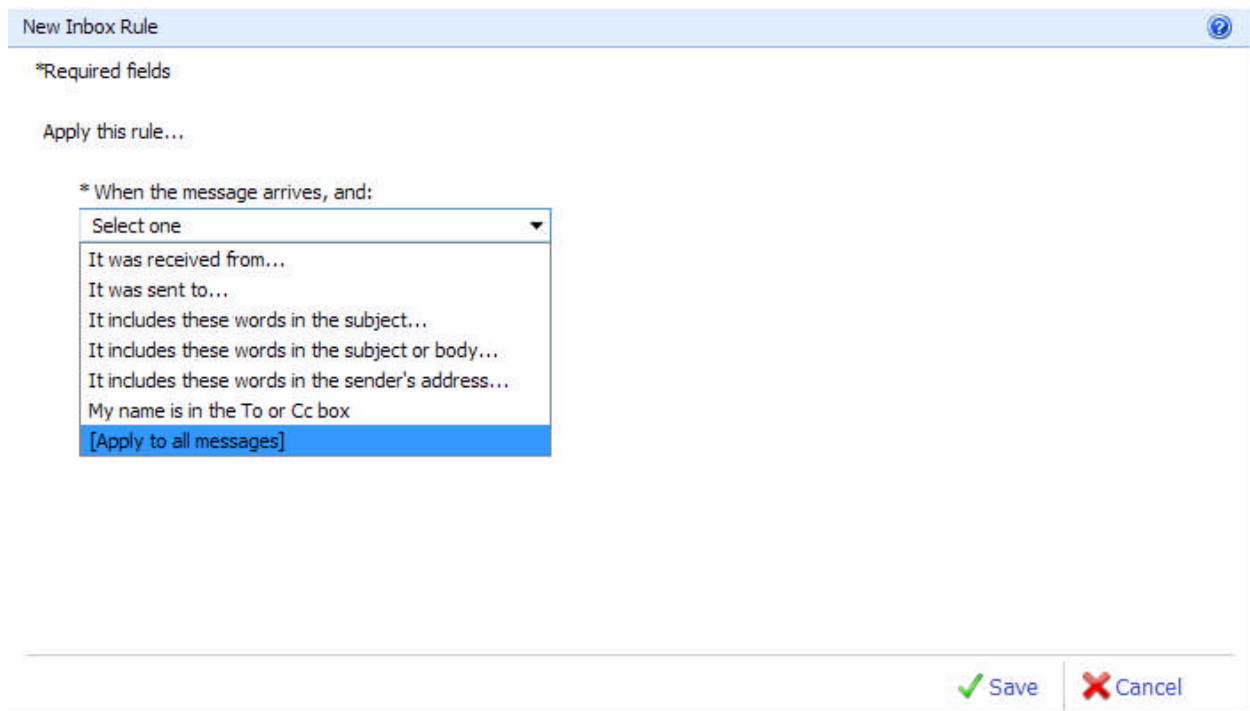 New Inbox Rule
*Required fields
Apply this rule...
* When the message arrives, and:
Select one
It was received from...
It was sent to...
It includes these words in the subject...
It includes these words in the subject or body...
It includes these words in the sender's address...
My name is in the To or Cc box
[Apply to all messages]
Save
Cancel